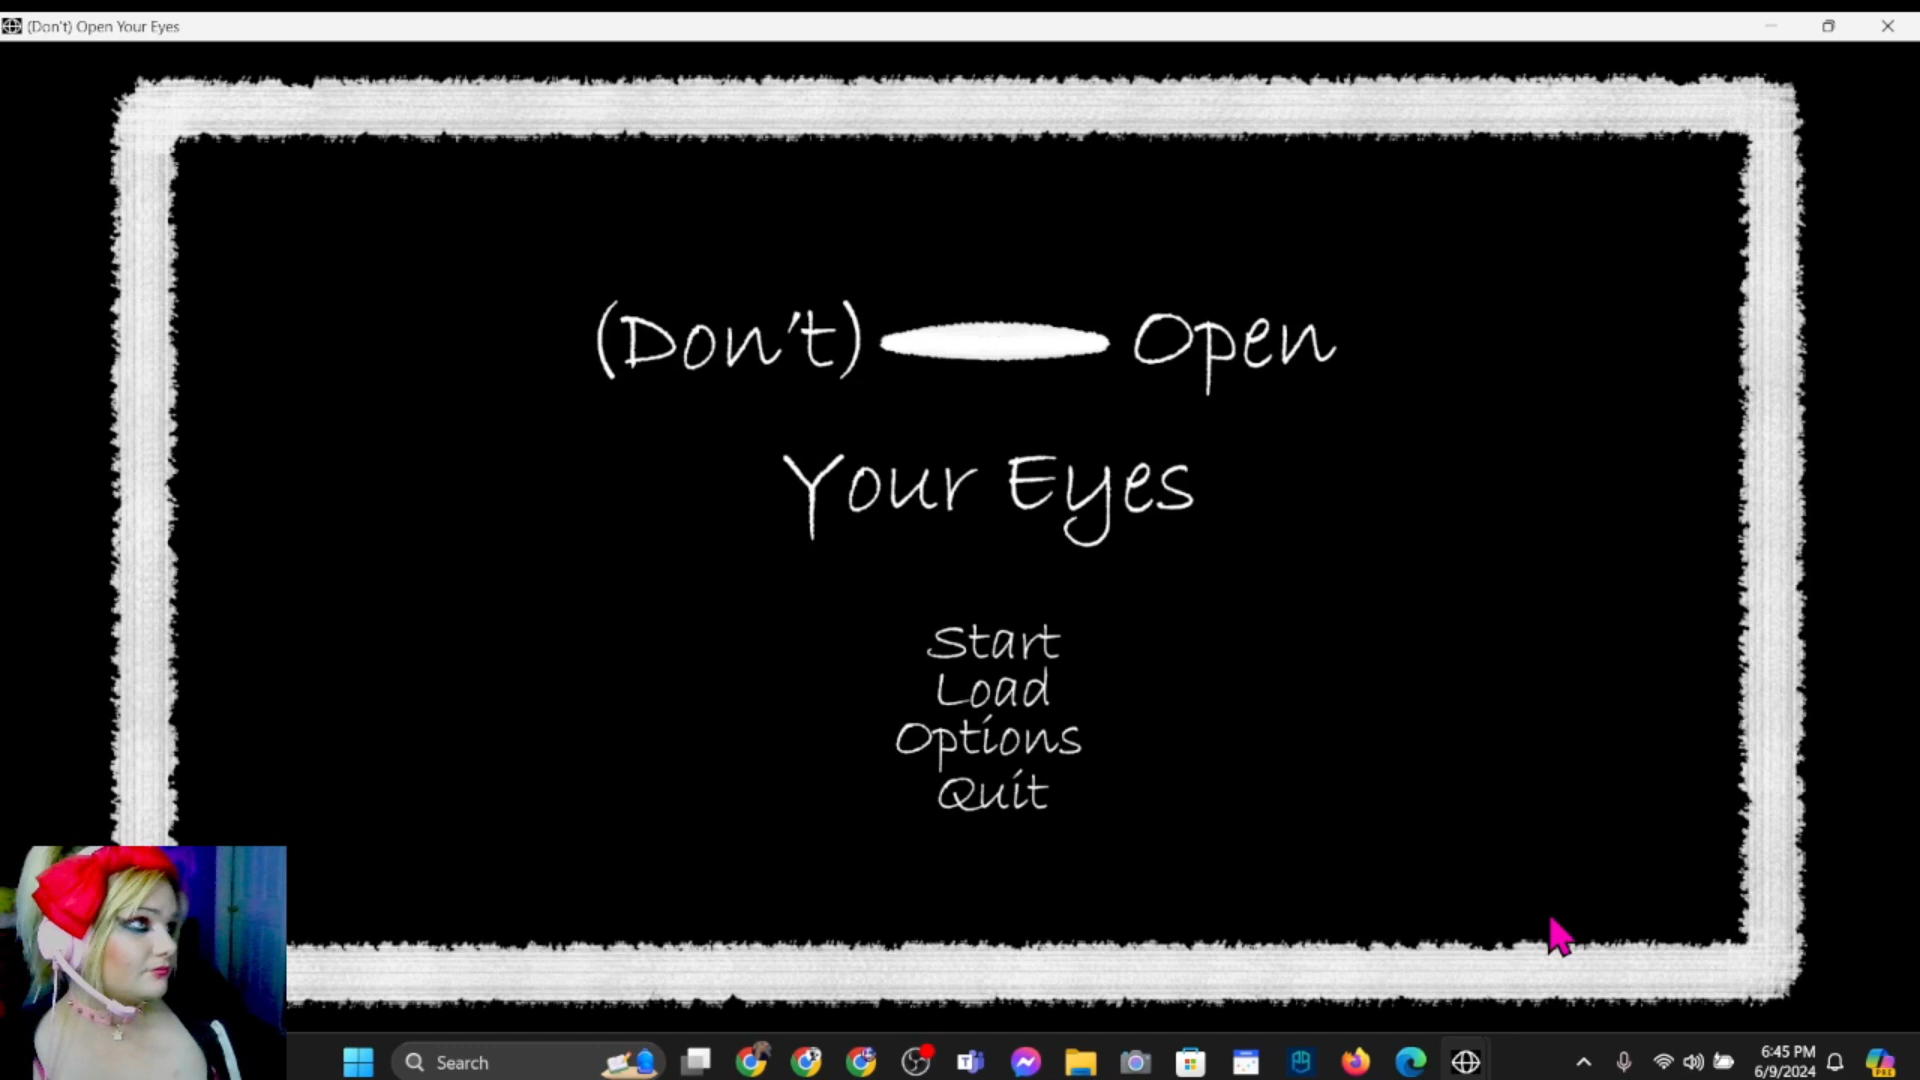 (Don't) Open Your Eyes
(Don't) Open
Your Eyes
Start
Load
Options
Quit
Search
6:45 PM
6/9/2024
PRE